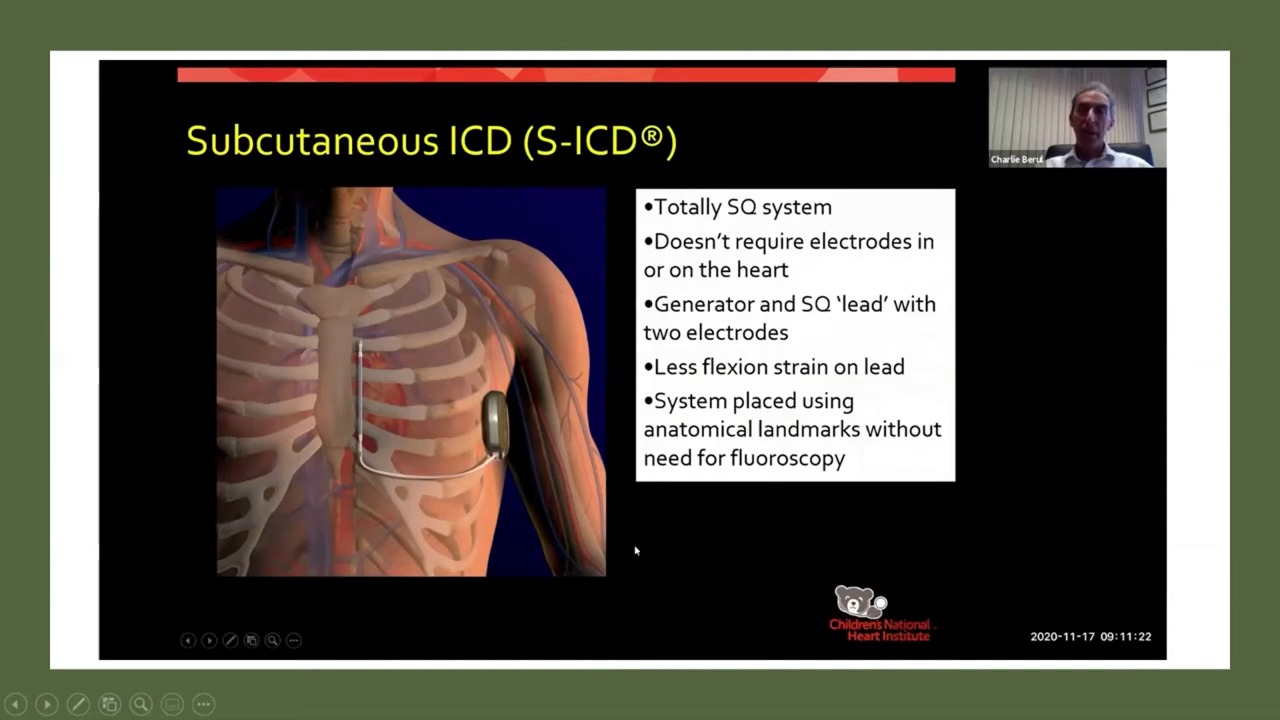 Subcutaneous ICD (S-ICD®)
Charlie Berul
•Totally SQ system
•Doesn’t require electrodes in
or on the heart
•Generator and SQ ‘lead’ with
two electrodes
•Less flexion strain on lead
•System placed using
anatomical landmarks without
need for fluoroscopy
Children's National
Heart Institute
2020-11-17 09:11:22